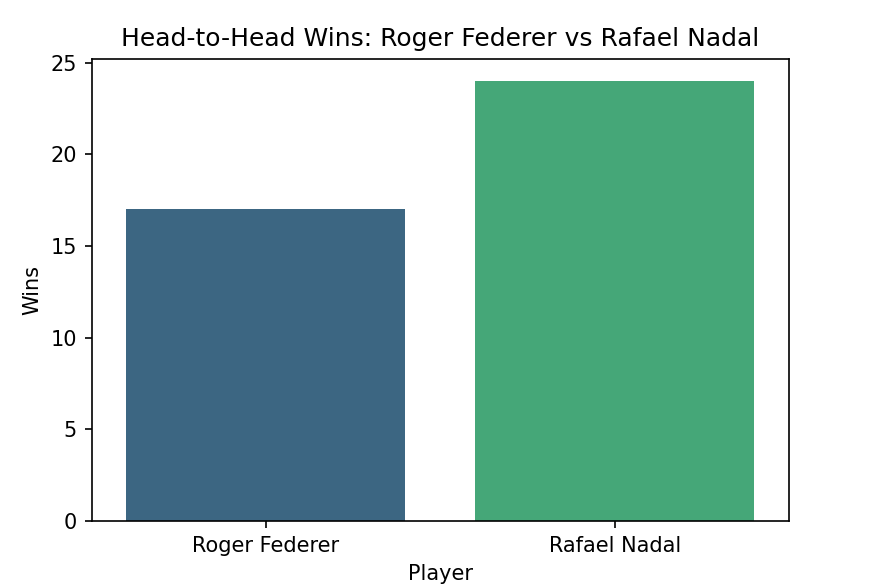 Head-to-Head Wins: Roger Federer vs Rafael Nadal
25
20
15
10
5
0
Wins
Roger Federer Rafael Nadal
Player